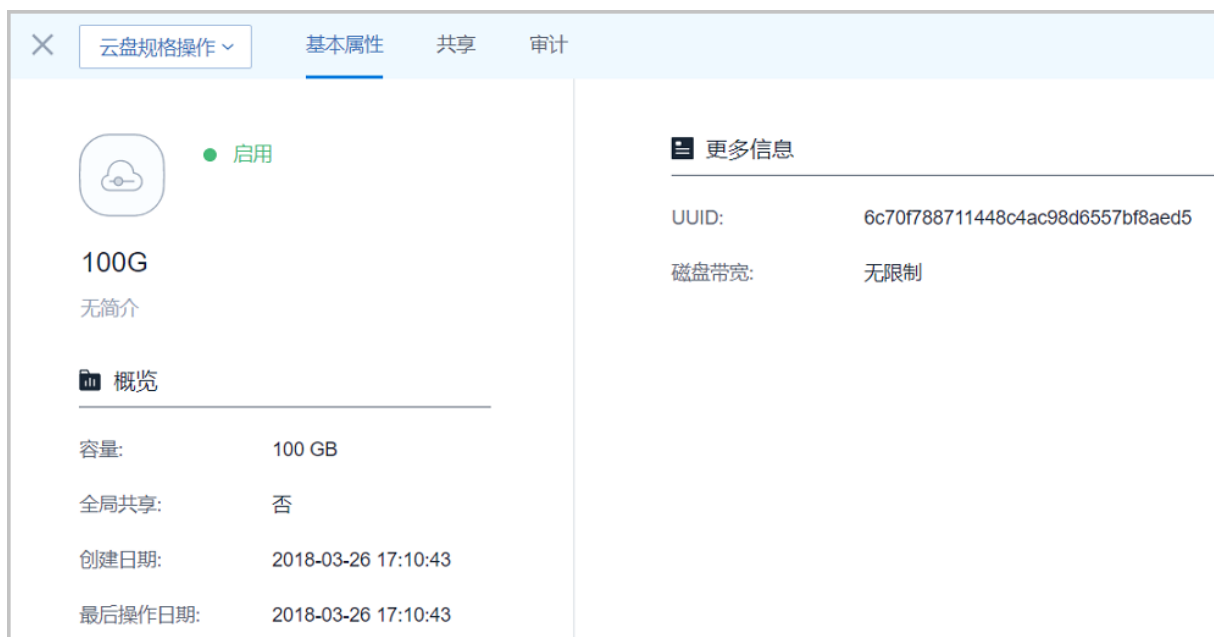 云盘规格操作
基本属性
共享
审计
启用
100G
无简介
概览
容量: 100 GB
全局共享: 否
创建日期: 2018-03-26 17:10:43
最后操作日期: 2018-03-26 17:10:43
更多信息
UUID: 6c70f788711448c4ac98d6557bf8aed5
磁盘带宽: 无限制